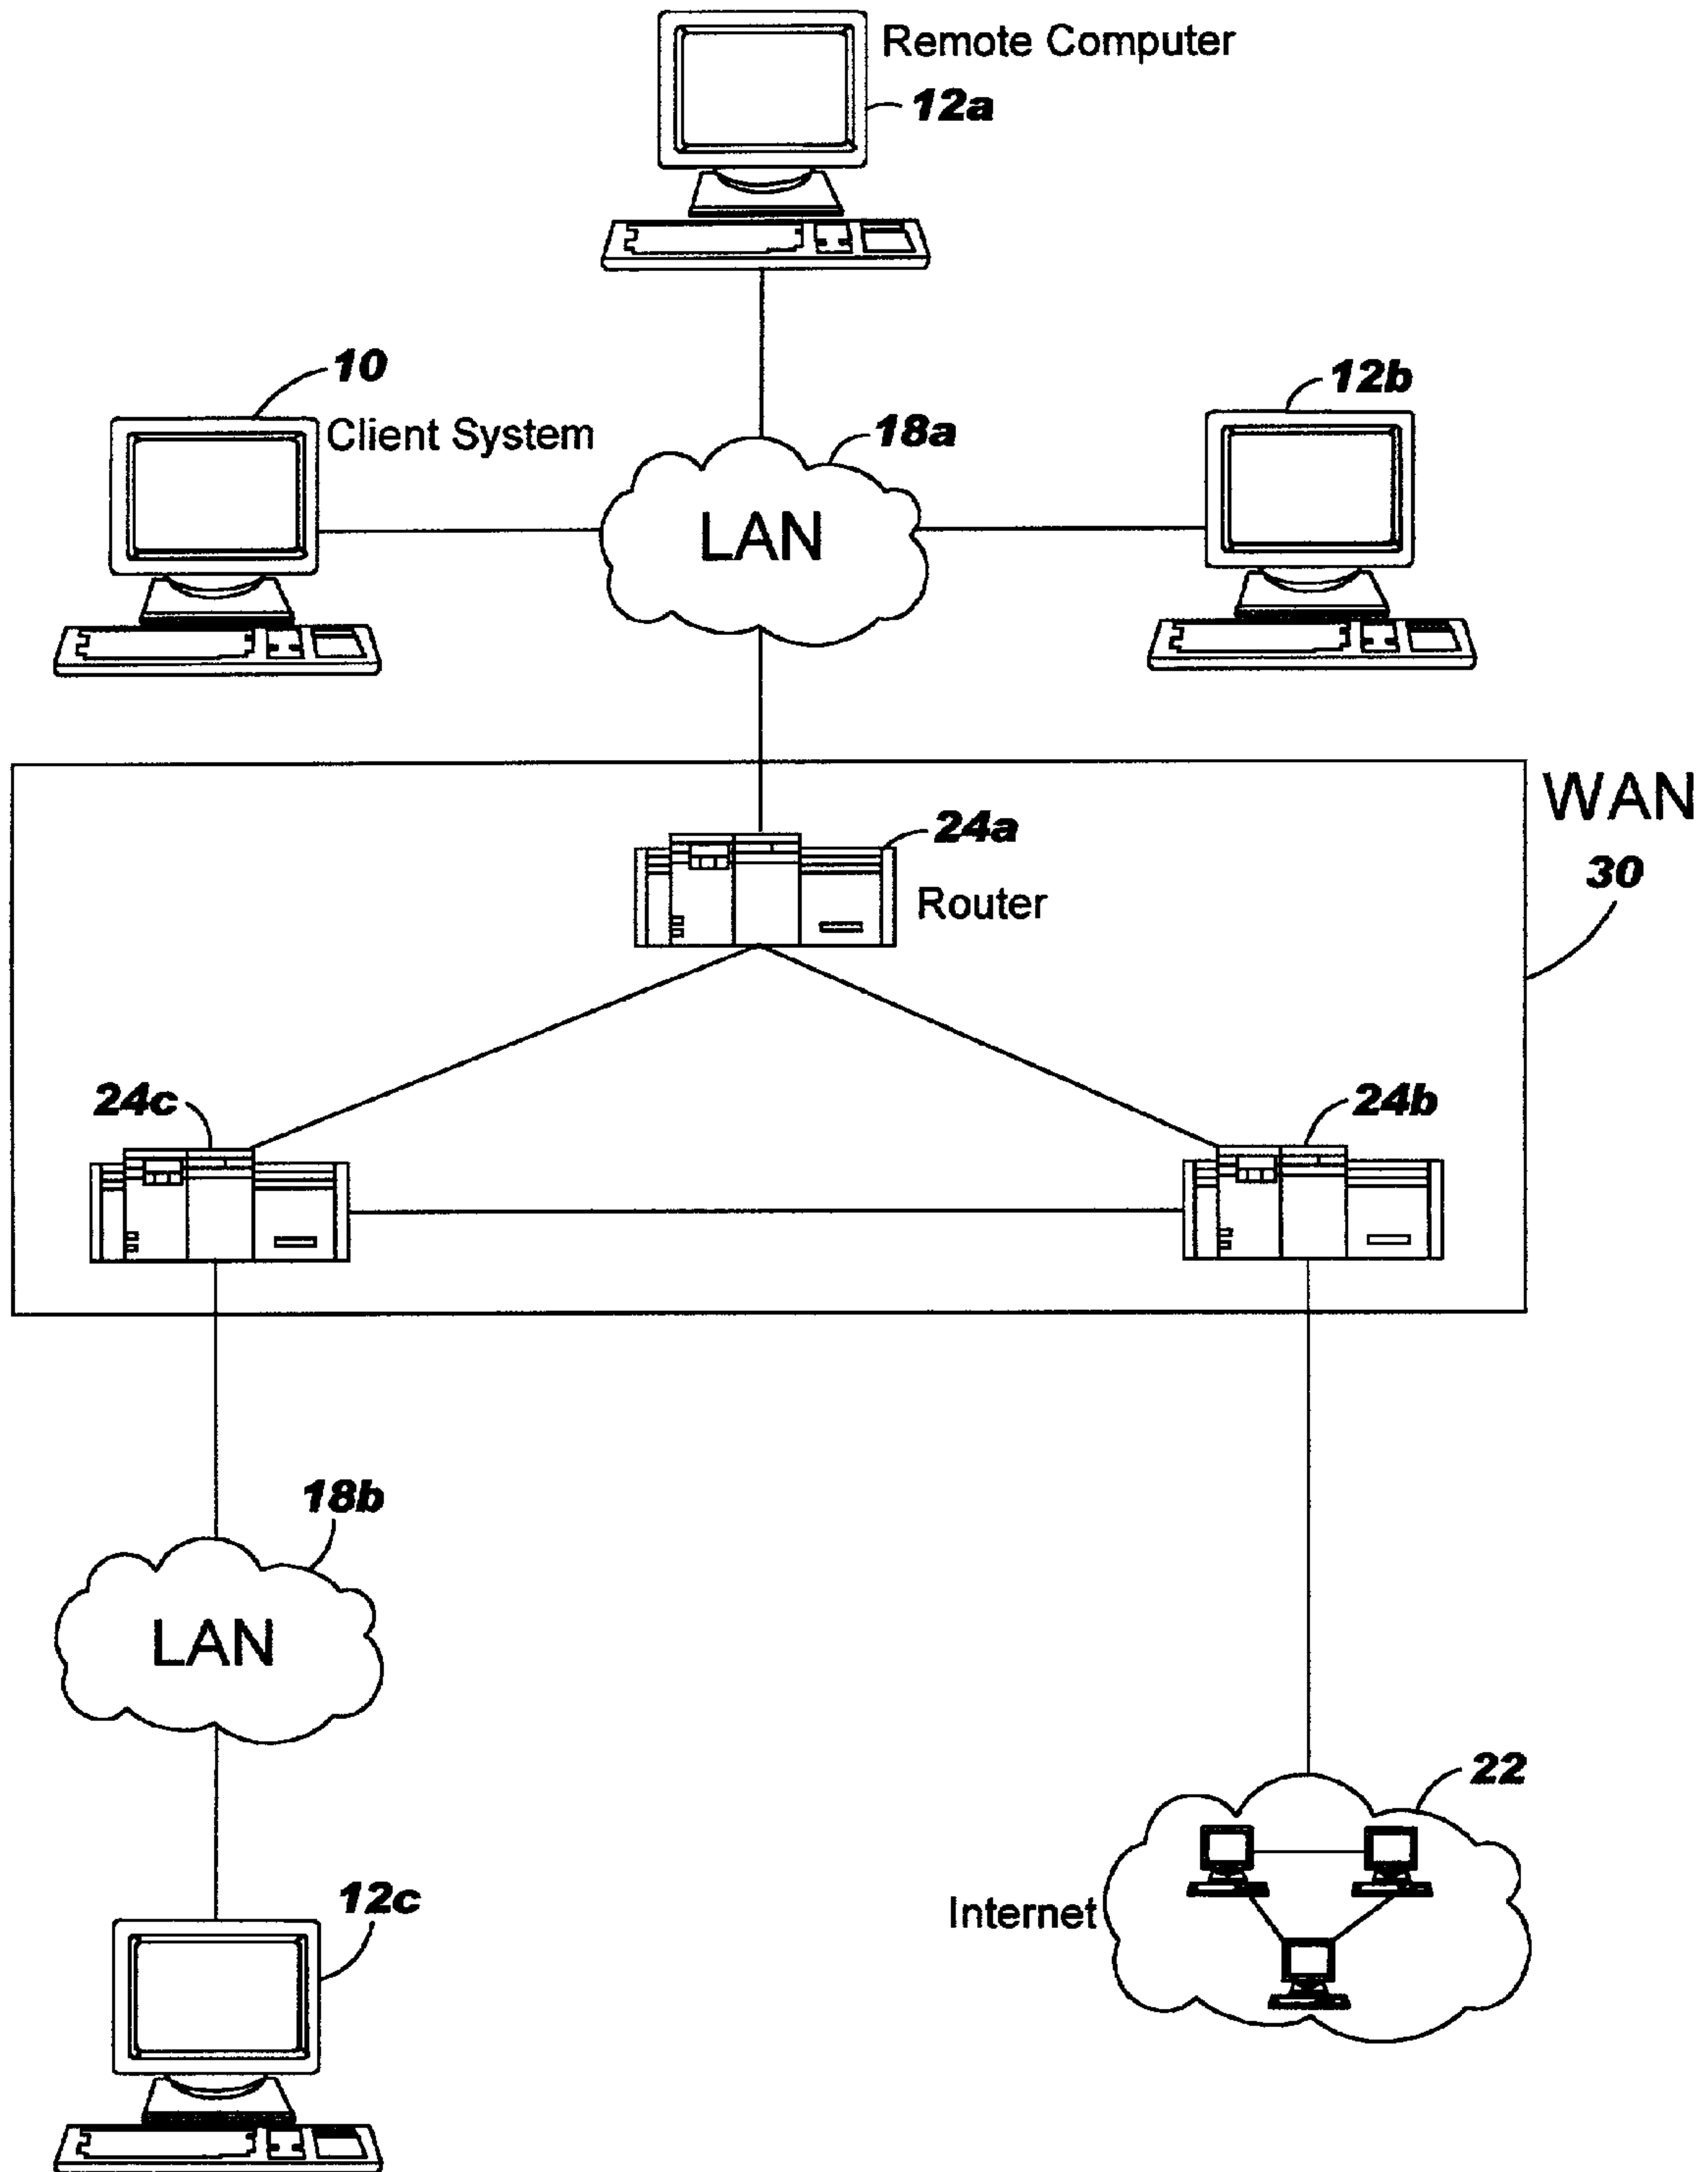 Remote Computer
12a
10
Client System
12b
18a
LAN
WAN
30
24a
Router
24c
24b
18b
LAN
22
Internet
12c